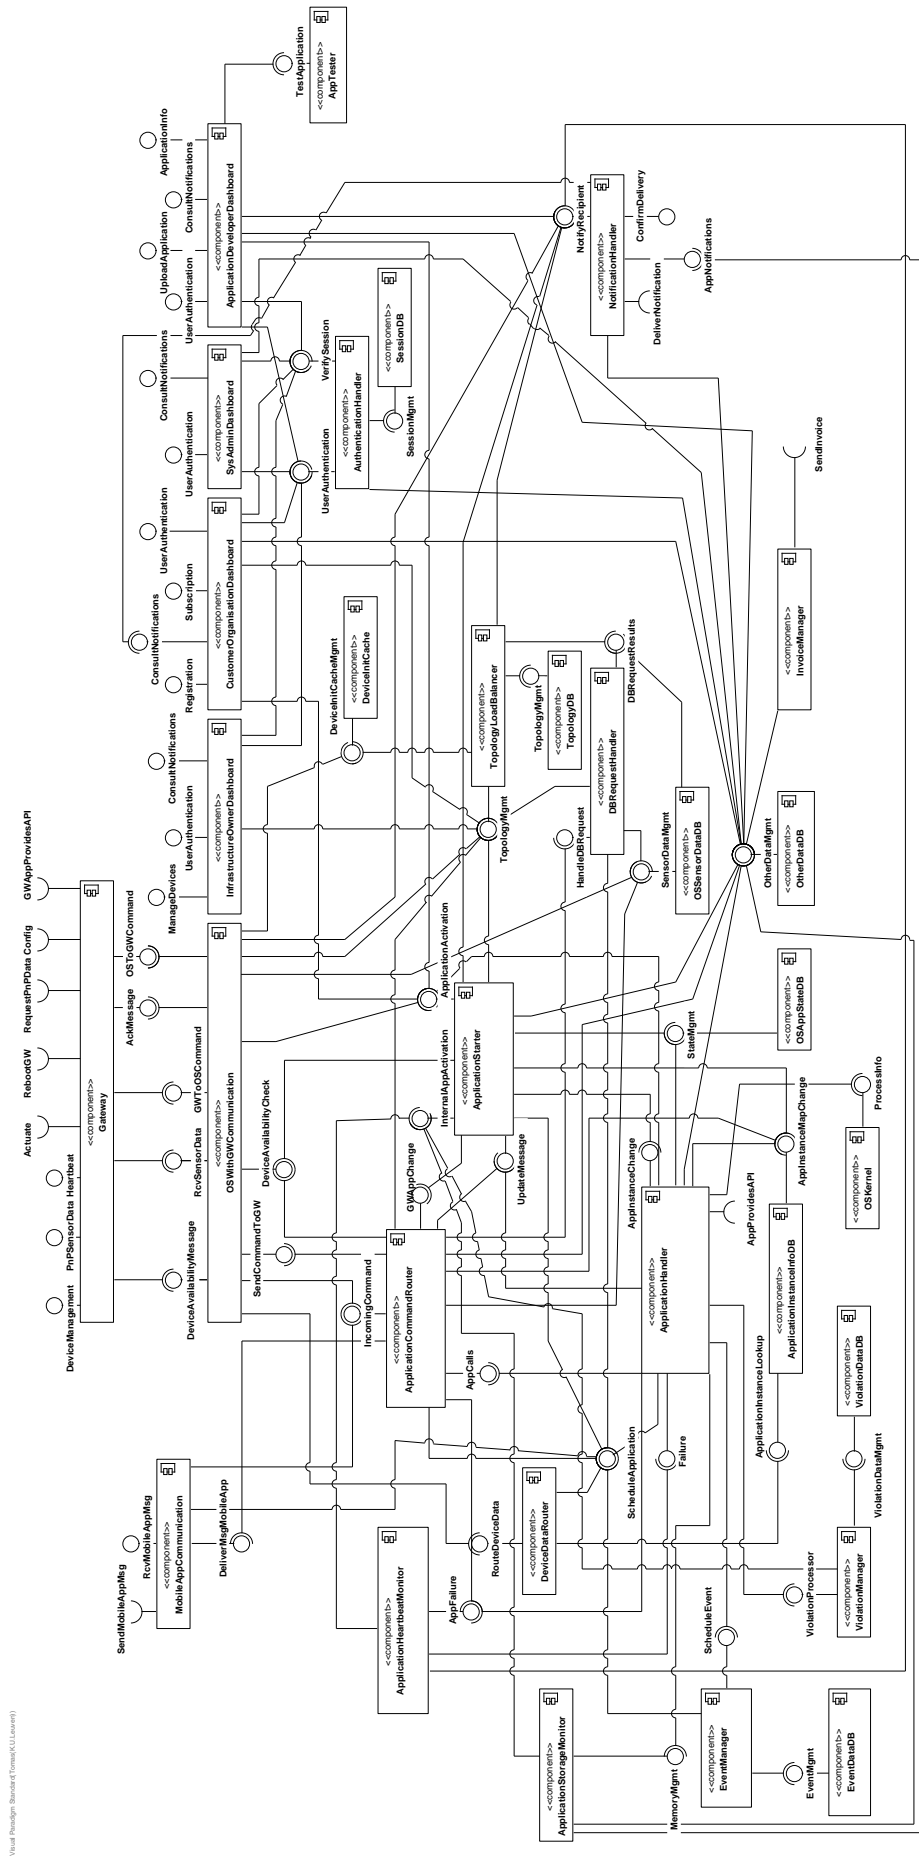 Visual Paradigm Standard(Tomas(K.U.Leuven))
SendMobileAppMsg
RcvMobileAppMsg
<<component>>
MobileAppCommunication
DeliverMsgMobileApp
DeviceManagement
PnPSensorData
Heartbeat
Actuate
RebootGW
RequestPnPData
Config
GWAppProvidesAPI
<<component>>
Gateway
DeviceAvailabilityMessage
RcvSensorData
GWToOSCommand
AckMessage
OSToGWCommand
<<component>>
OSWithGWCommunication
SendCommandToGW
DeviceAvailabilityCheck
IncomingCommand
ManageDevices
UserAuthentication
ConsultNotifications
<<component>>
InfrastructureOwnerDashboard
Registration
ConsultNotifications
Subscription
UserAuthentication
<<component>>
CustomerOrganisationDashboard
UserAuthentication
ConsultNotifications
<<component>>
SysAdminDashboard
UserAuthentication
UploadApplication
ConsultNotifications
ApplicationInfo
<<component>>
ApplicationDeveloperDashboard
TestApplication
<<component>>
AppTester
UserAuthentication
VerifySession
<<component>>
AuthenticationHandler
SessionMgmt
<<component>>
SessionDB
DeviceInitCacheMgmt
<<component>>
DeviceInitCache
<<component>>
ApplicationHeartbeatMonitor
AppFailure
<<component>>
ApplicationCommandRouter
GWAppChange
AppCalls
InternalAppActivation
ApplicationActivation
<<component>>
ApplicationStarter
UpdateMessage
TopologyMgmt
<<component>>
TopologyLoadBalancer
TopologyMgmt
<<component>>
TopologyDB
NotifyRecipient
<<component>>
NotificationHandler
ConfirmDelivery
DeliverNotification
AppNotifications
HandleDBRequest
<<component>>
DBRequestHandler
DBRequestResults
SensorDataMgmt
<<component>>
OSSensorDataDB
RouteDeviceData
<<component>>
DeviceDataRouter
ScheduleApplication
AppInstanceChange
<<component>>
ApplicationHandler
Failure
StateMgmt
<<component>>
OSAppStateDB
AppProvidesAPI
AppInstanceMapChange
<<component>>
ApplicationInstanceInfoDB
ApplicationInstanceLookup
ProcessInfo
<<component>>
OSKernel
OtherDataMgmt
<<component>>
OtherDataDB
<<component>>
InvoiceManager
SendInvoice
<<component>>
ApplicationStorageMonitor
MemoryMgmt
ScheduleEvent
<<component>>
EventManager
EventMgmt
<<component>>
EventDataDB
ViolationProcessor
<<component>>
ViolationManager
ViolationDataMgmt
<<component>>
ViolationDataDB